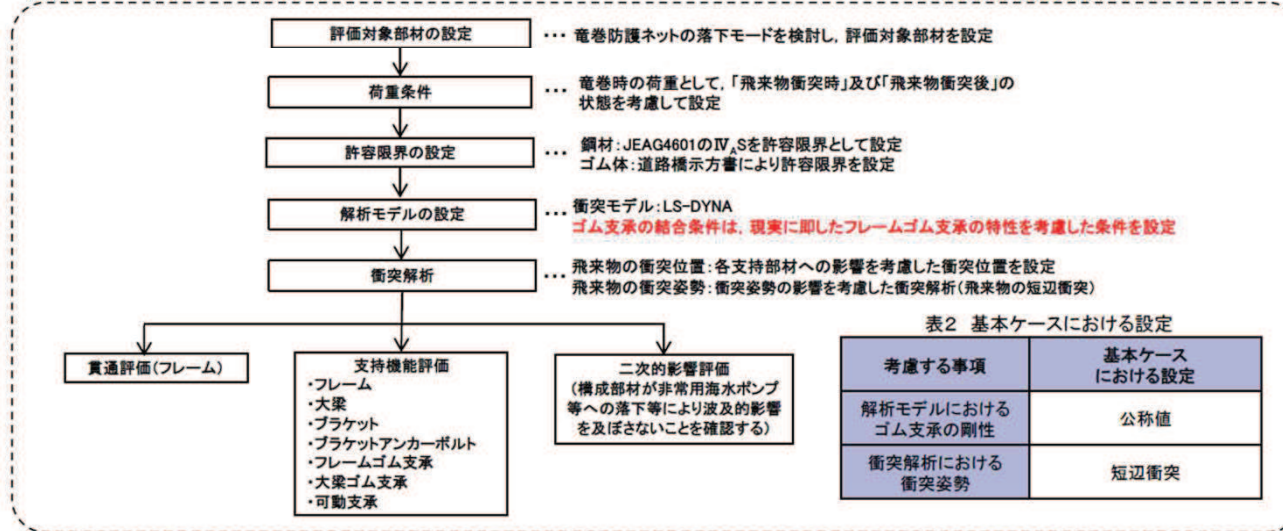 評価対象部材の設定
･･･ 竜巻防護ネットの落下モードを検討し，評価対象部材を設定
荷重条件
･･･ 竜巻時の荷重として，「飛来物衝突時」及び「飛来物衝突後」の
状態を考慮して設定
許容限界の設定
･･･ 鋼材：JEAG4601のⅣASを許容限界として設定
ゴム体：道路橋示方書により許容限界を設定
解析モデルの設定
･･･ 衝突モデル：LS-DYNA
ゴム支承の結合条件は，現実に即したフレームゴム支承の特性を考慮した条件を設定
衝突解析
･･･ 飛来物の衝突位置：各支持部材への影響を考慮した衝突位置を設定
飛来物の衝突姿勢：衝突姿勢の影響を考慮した衝突解析（飛来物の短辺衝突）
貫通評価（フレーム）
支持機能評価
・フレーム
・大梁
・ブラケット
・ブラケットアンカーボルト
・フレームゴム支承
・大梁ゴム支承
・可動支承
二次的影響評価
（構成部材が非常用海水ポンプ
等への落下等により波及的影響
を及ぼさないことを確認する）
表2　基本ケースにおける設定
考慮する事項
基本ケース
における設定
解析モデルにおける
ゴム支承の剛性
公称値
衝突解析における
衝突姿勢
短辺衝突